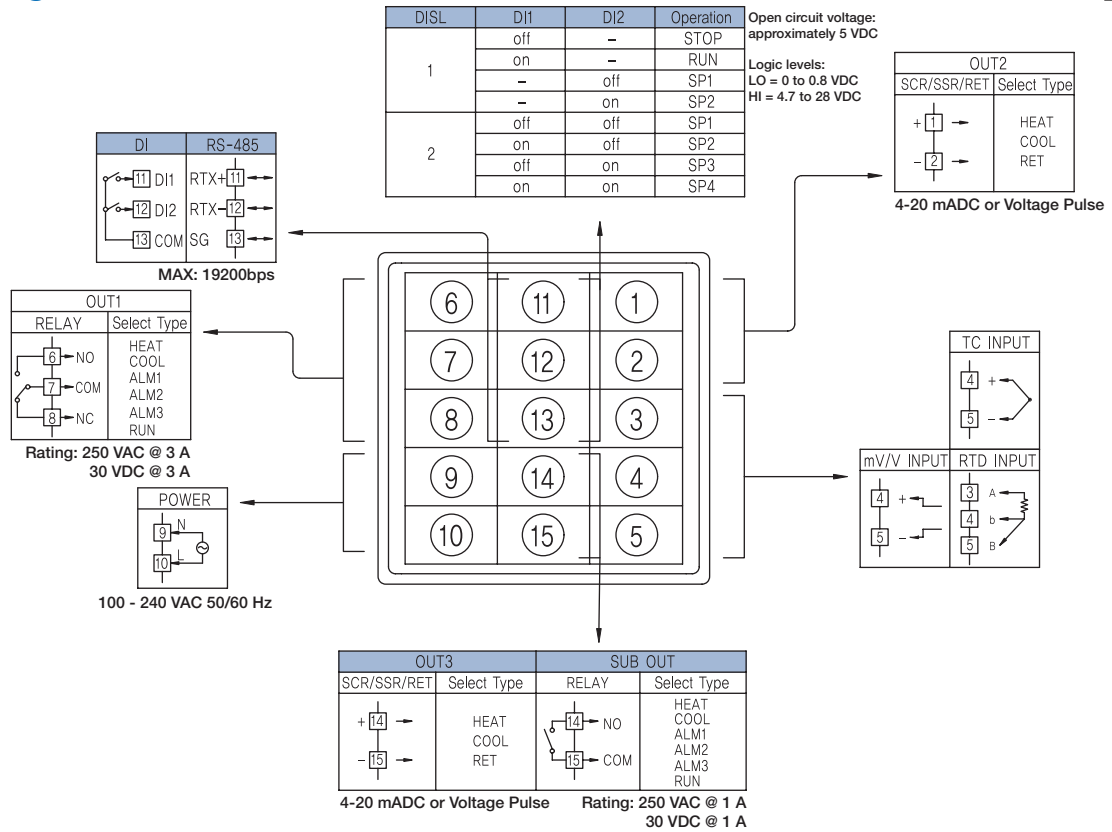 DISL DI1 DI2 Operation
1 off – STOP
on – RUN
– off SP1
– on SP2
2 off off SP1
on off SP2
off on SP3
on on SP4
Open circuit voltage:
approximately 5 VDC
Logic levels:
LO = 0 to 0.8 VDC
HI = 4.7 to 28 VDC
OUT2
SCR/SSR/RET Select Type
+ 1 HEAT
COOL
- 2 RET
4-20 mADC or Voltage Pulse
DI RS-485
11 DI1 RTX+ 11
12 DI2 RTX- 12
13 COM SG 13
MAX: 19200bps
OUT1
RELAY Select Type
6 NO HEAT
COOL
7 COM ALM1
ALM2
8 NC ALM3
RUN
Rating: 250 VAC @ 3 A
30 VDC @ 3 A
6 11 1
7 12 2
8 13 3
9 14 4
10 15 5
TC INPUT
4 +
5 -
mV/V INPUT RTD INPUT
4 + 3 A
4 b
5 - 5 B
POWER
9 N
10 L
100 - 240 VAC 50/60 Hz
OUT3 SUB OUT
SCR/SSR/RET Select Type RELAY Select Type
+ 14 HEAT 14 NO HEAT
COOL COOL
ALM1
- 15 RET 15 COM ALM2
ALM3
RUN
4-20 mADC or Voltage Pulse Rating: 250 VAC @ 1 A
30 VDC @ 1 A